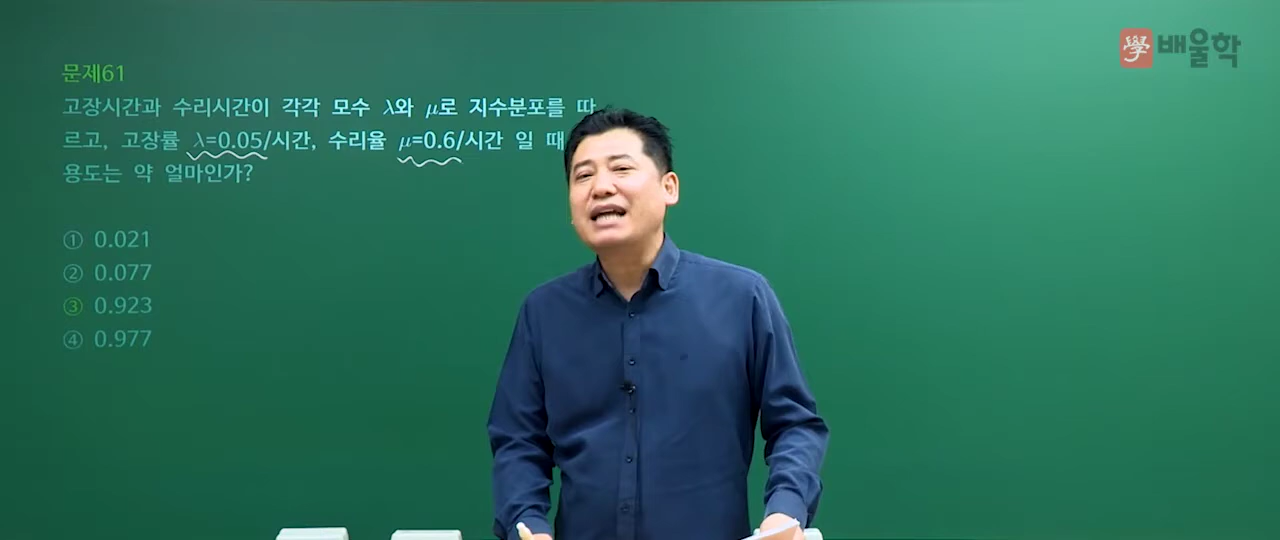 學 배울학
문제61
고장시간과 수리시간이 각각 모수 λ와 μ로 지수분포를 따
르고, 고장률 λ=0.05/시간, 수리율 μ=0.6/시간 일 때
용도는 약 얼마인가?
① 0.021
② 0.077
③ 0.923
④ 0.977